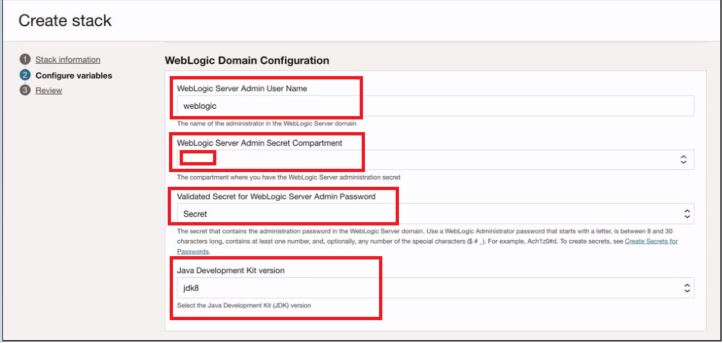 Create stack
1 Stack information
2 Configure variables
3 Review
WebLogic Domain Configuration
WebLogic Server Admin User Name
weblogic
The name of the administrator in the WebLogic Server domain
WebLogic Server Admin Secret Compartment
The compartment where you have the WebLogic Server administration secret
Validated Secret for WebLogic Server Admin Password
Secret
The secret that contains the administration password in the WebLogic Server domain. Use a WebLogic Administrator password that starts with a letter, is between 8 and 30
characters long, contains at least one number, and, optionally, any number of the special characters ($ # _). For example, Ach1z0#d. To create secrets, see Create Secrets for
Passwords.
Java Development Kit version
jdk8
Select the Java Development Kit (JDK) version